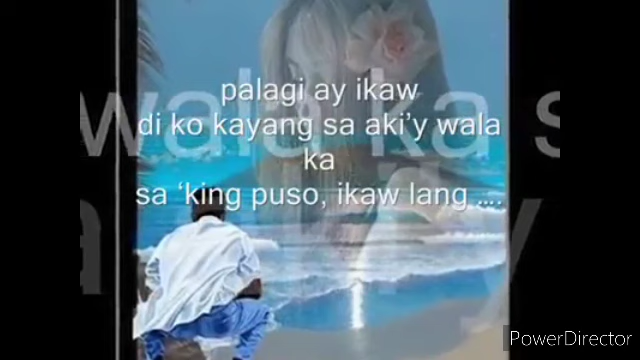 palagi ay ikaw
di ko kayang sa aki'y wala
ka
sa ‘king puso, ikaw lang ....
wala ka s
PowerDirector